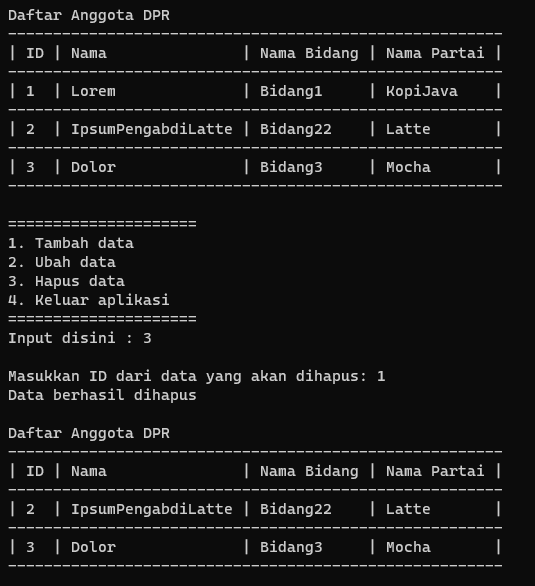 Daftar Anggota DPR
-------------------------------------------------------
| ID | Nama               | Nama Bidang | Nama Partai |
-------------------------------------------------------
| 1  | Lorem              | Bidang1     | KopiJava    |
-------------------------------------------------------
| 2  | IpsumPengabdiLatte | Bidang22    | Latte       |
-------------------------------------------------------
| 3  | Dolor              | Bidang3     | Mocha       |
-------------------------------------------------------

=====================
1. Tambah data
2. Ubah data
3. Hapus data
4. Keluar aplikasi
=====================
Input disini : 3

Masukkan ID dari data yang akan dihapus: 1
Data berhasil dihapus

Daftar Anggota DPR
-------------------------------------------------------
| ID | Nama               | Nama Bidang | Nama Partai |
-------------------------------------------------------
| 2  | IpsumPengabdiLatte | Bidang22    | Latte       |
-------------------------------------------------------
| 3  | Dolor              | Bidang3     | Mocha       |
-------------------------------------------------------